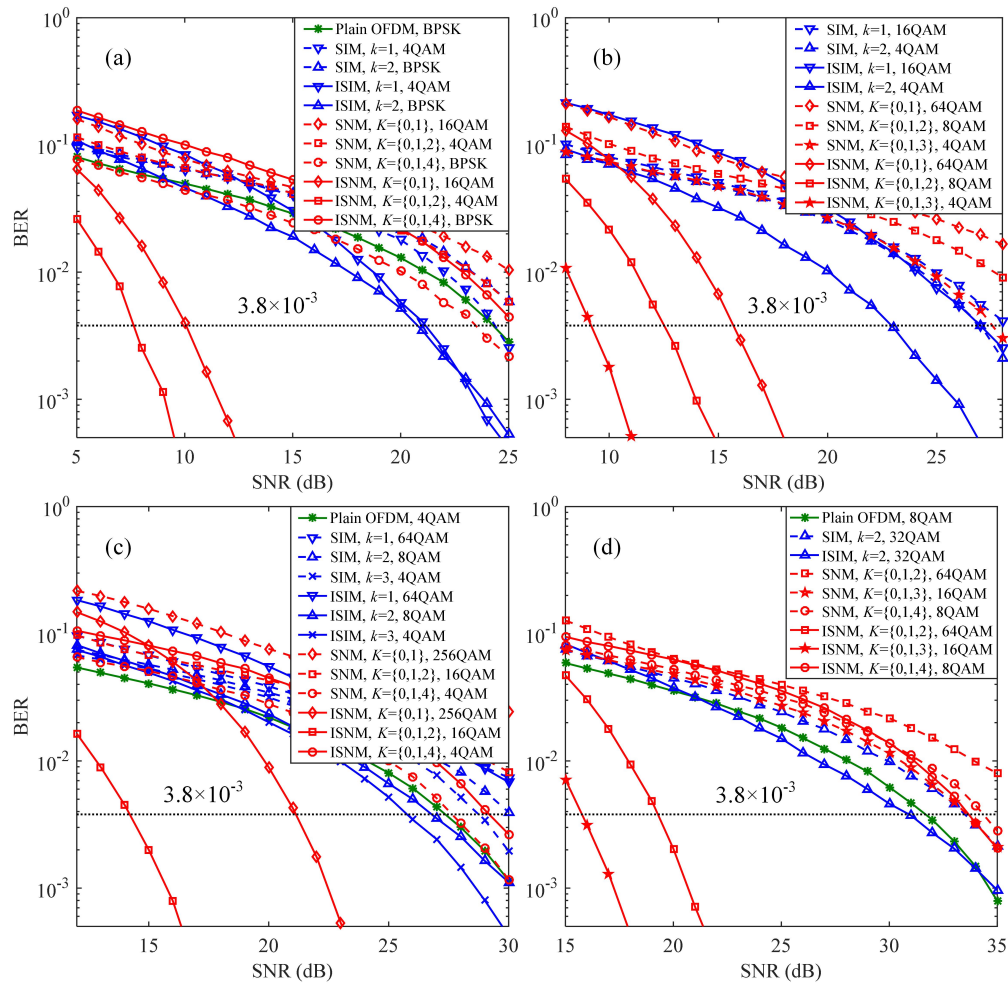 (a)
BER
10^0
10^-1
10^-2
10^-3
5
10
15
20
25
SNR (dB)
3.8×10^-3
Plain OFDM, BPSK
SIM, k=1, 4QAM
SIM, k=2, BPSK
ISIM, k=1, 4QAM
ISIM, k=2, BPSK
SNM, K={0,1}, 16QAM
SNM, K={0,1,2}, 4QAM
SNM, K={0,1,4}, BPSK
ISNM, K={0,1}, 16QAM
ISNM, K={0,1,2}, 4QAM
ISNM, K={0,1,4}, BPSK
(b)
10^0
10^-1
10^-2
10^-3
10
15
20
25
SNR (dB)
3.8×10^-3
SIM, k=1, 16QAM
SIM, k=2, 4QAM
ISIM, k=1, 16QAM
ISIM, k=2, 4QAM
SNM, K={0,1}, 64QAM
SNM, K={0,1,2}, 8QAM
SNM, K={0,1,3}, 4QAM
ISNM, K={0,1}, 64QAM
ISNM, K={0,1,2}, 8QAM
ISNM, K={0,1,3}, 4QAM
(c)
BER
10^0
10^-1
10^-2
10^-3
15
20
25
30
SNR (dB)
3.8×10^-3
Plain OFDM, 4QAM
SIM, k=1, 64QAM
SIM, k=2, 8QAM
SIM, k=3, 4QAM
ISIM, k=1, 64QAM
ISIM, k=2, 8QAM
ISIM, k=3, 4QAM
SNM, K={0,1}, 256QAM
SNM, K={0,1,2}, 16QAM
SNM, K={0,1,4}, 4QAM
ISNM, K={0,1}, 256QAM
ISNM, K={0,1,2}, 16QAM
ISNM, K={0,1,4}, 4QAM
(d)
10^0
10^-1
10^-2
10^-3
15
20
25
30
35
SNR (dB)
3.8×10^-3
Plain OFDM, 8QAM
SIM, k=2, 32QAM
ISIM, k=2, 32QAM
SNM, K={0,1,2}, 64QAM
SNM, K={0,1,3}, 16QAM
SNM, K={0,1,4}, 8QAM
ISNM, K={0,1,2}, 64QAM
ISNM, K={0,1,3}, 16QAM
ISNM, K={0,1,4}, 8QAM